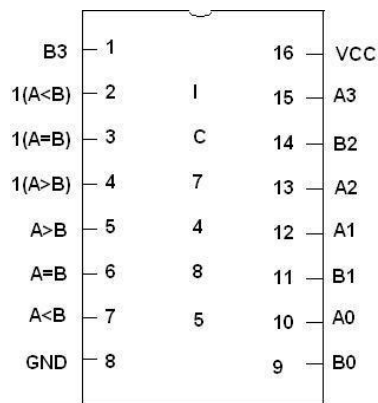 B3 1 16 VCC
1(A<B) 2 I 15 A3
1(A=B) 3 C 14 B2
1(A>B) 4 7 13 A2
A>B 5 4 12 A1
A=B 6 8 11 B1
A<B 7 5 10 A0
GND 8 9 B0